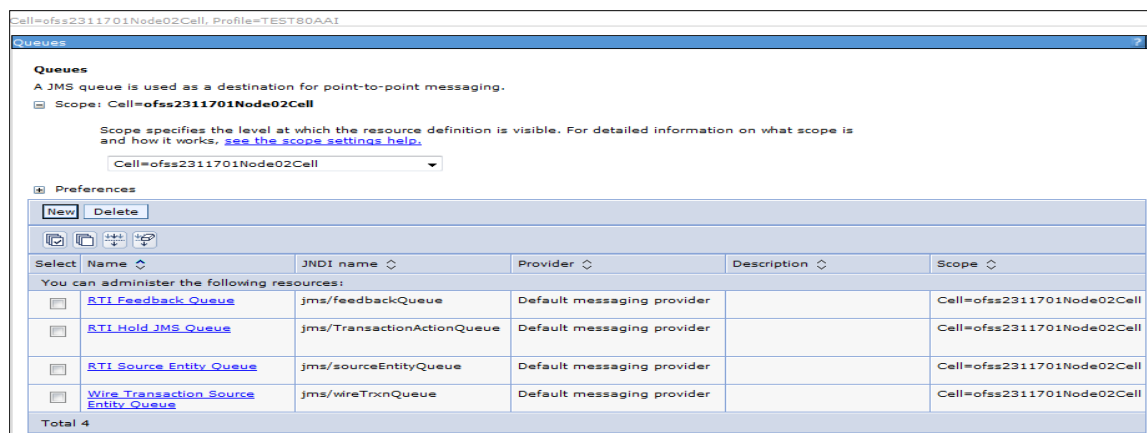 Cell=ofss2311701Node02Cell, Profile=TEST80AAI
Queues ?
Queues
A JMS queue is used as a destination for point-to-point messaging.
Scope: Cell=ofss2311701Node02Cell
Scope specifies the level at which the resource definition is visible. For detailed information on what scope is
and how it works, see the scope settings help.
Cell=ofss2311701Node02Cell
Preferences
New Delete
Select Name JNDI name Provider Description Scope
You can administer the following resources:
RTI Feedback Queue jms/feedbackQueue Default messaging provider Cell=ofss2311701Node02Cell
RTI Hold JMS Queue jms/TransactionActionQueue Default messaging provider Cell=ofss2311701Node02Cell
RTI Source Entity Queue jms/sourceEntityQueue Default messaging provider Cell=ofss2311701Node02Cell
Wire Transaction Source jms/wireTrxnQueue Default messaging provider Cell=ofss2311701Node02Cell
Entity Queue
Total 4